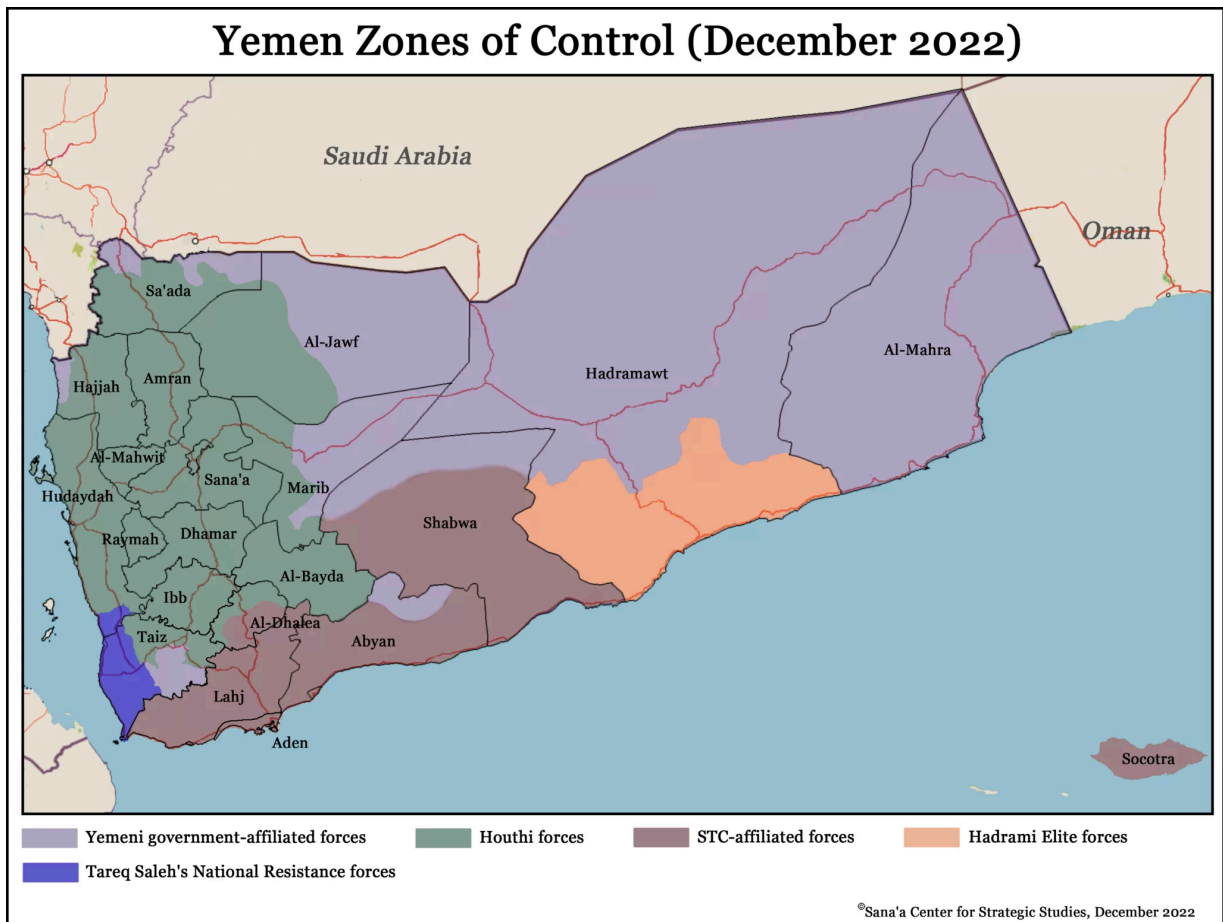 Yemen Zones of Control (December 2022)
Saudi Arabia
Oman
Sa'ada
Al-Jawf
Al-Mahra
Hadramawt
Hajjah
Amran
Al-Mahwit
Sana'a
Marib
Hudaydah
Shabwa
Raymah
Dhamar
Al-Bayda
Ibb
Al-Dhalea
Taiz
Abyan
Lahj
Aden
Socotra
Yemeni government-affiliated forces
Houthi forces
STC-affiliated forces
Hadrami Elite forces
Tareq Saleh's National Resistance forces
©Sana'a Center for Strategic Studies, December 2022